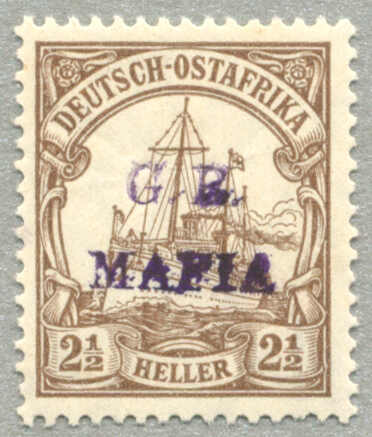 DEUTSCH-OSTAFRIKA
G. R.
MAFIA
2½ 2½
HELLER